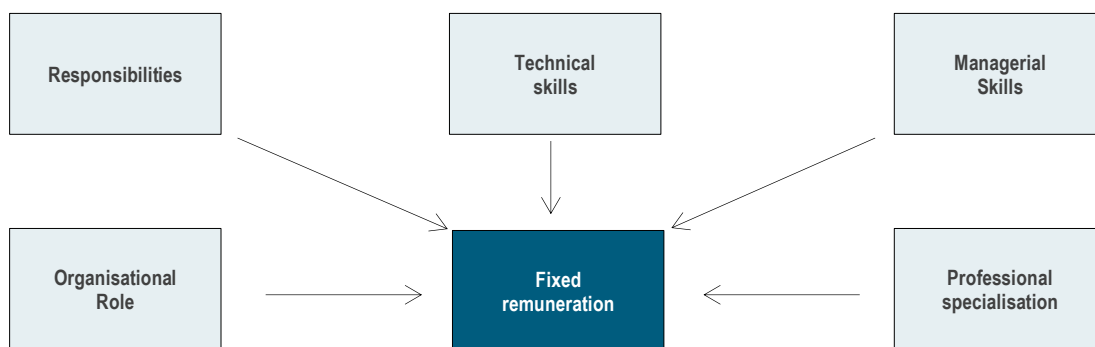 Responsibilities
Technical
skills
Managerial
Skills
Organisational
Role
Fixed
remuneration
Professional
specialisation